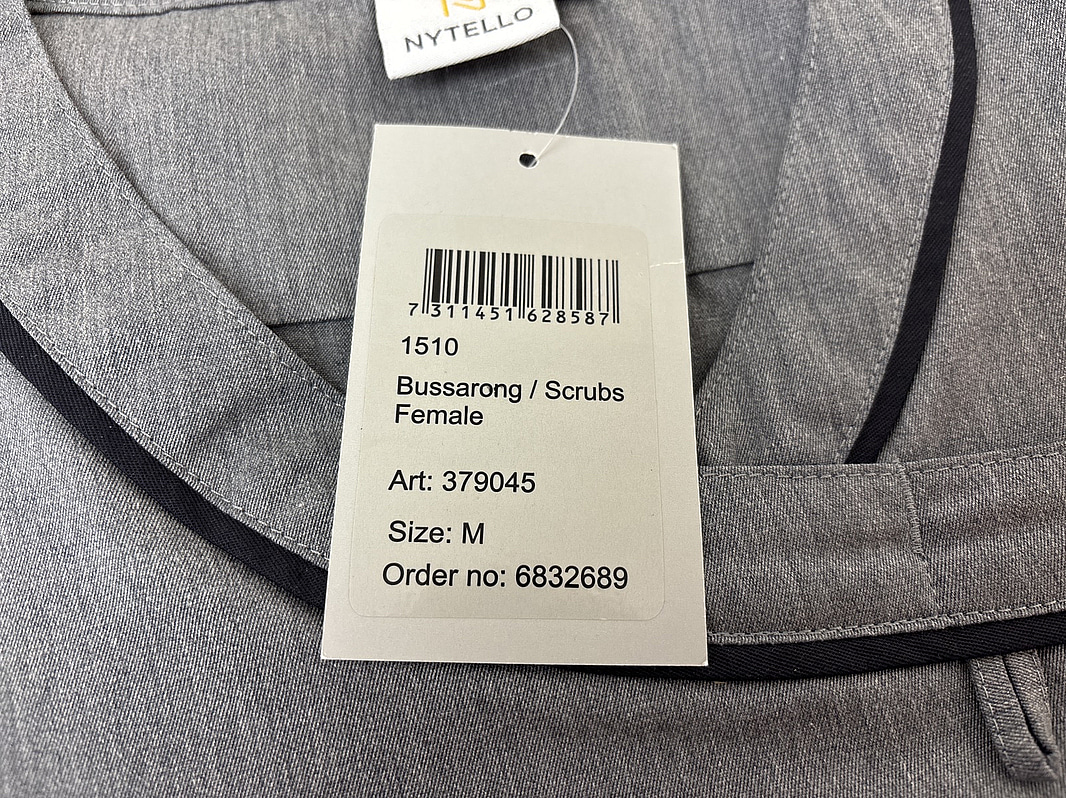 NYTELLO
7 311451 628587
1510
Bussarong / Scrubs
Female
Art: 379045
Size: M
Order no: 6832689